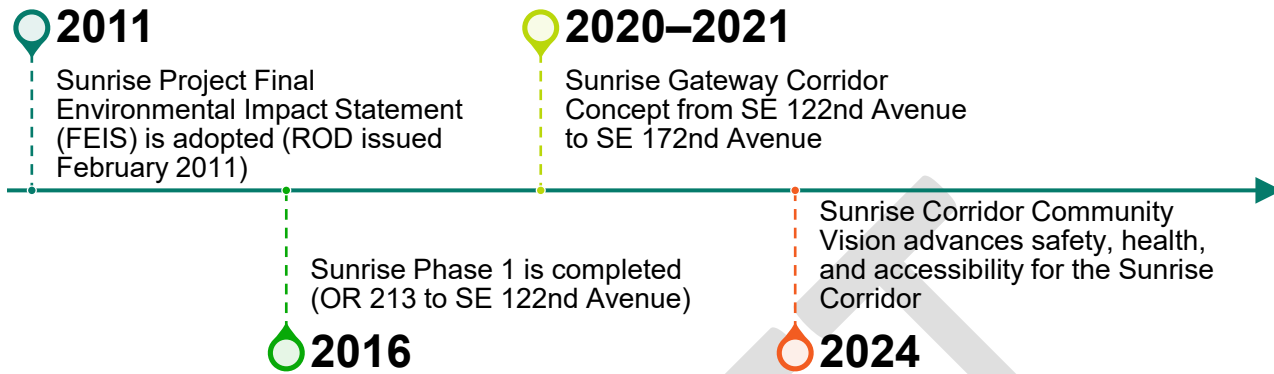 2011
Sunrise Project Final
Environmental Impact Statement
(FEIS) is adopted (ROD issued
February 2011)
2020–2021
Sunrise Gateway Corridor
Concept from SE 122nd Avenue
to SE 172nd Avenue
Sunrise Phase 1 is completed
(OR 213 to SE 122nd Avenue)
2016
Sunrise Corridor Community
Vision advances safety, health,
and accessibility for the Sunrise
Corridor
2024